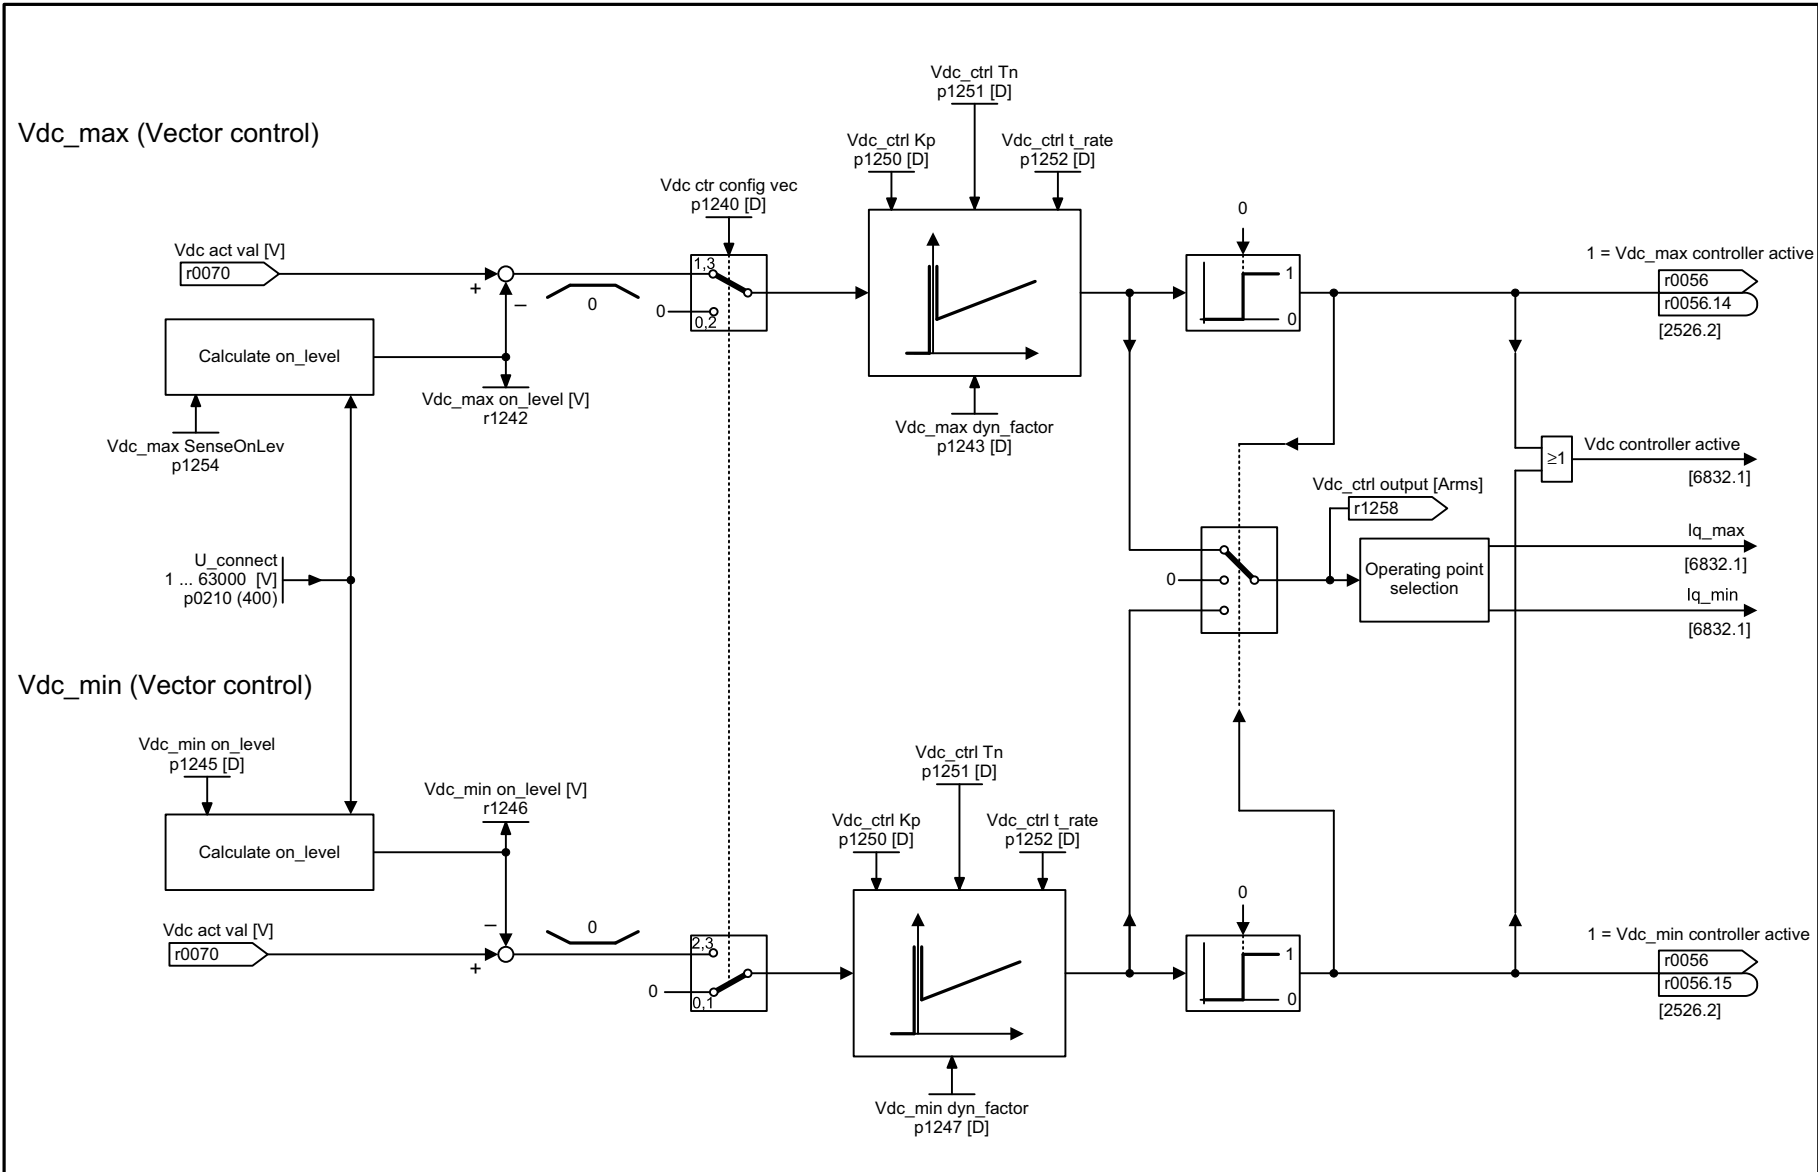 Vdc_max (Vector control)
Vdc_ctrl Tn
p1251 [D]
Vdc_ctrl Kp
p1250 [D]
Vdc_ctrl t_rate
p1252 [D]
Vdc ctr config vec
p1240 [D]
Vdc act val [V]
r0070
+
–
0
1,3
0
0,2
0
1
0
1 = Vdc_max controller active
r0056
r0056.14
[2526.2]
Calculate on_level
Vdc_max on_level [V]
r1242
Vdc_max SenseOnLev
p1254
Vdc_max dyn_factor
p1243 [D]
≥1
Vdc controller active
[6832.1]
Vdc_ctrl output [Arms]
r1258
U_connect
1 ... 63000 [V]
p0210 (400)
0
Operating point
selection
Iq_max
[6832.1]
Iq_min
[6832.1]
Vdc_min (Vector control)
Vdc_min on_level
p1245 [D]
Vdc_min on_level [V]
r1246
Calculate on_level
Vdc_ctrl Tn
p1251 [D]
Vdc_ctrl Kp
p1250 [D]
Vdc_ctrl t_rate
p1252 [D]
Vdc act val [V]
r0070
–
+
0
2,3
0
0,1
0
1
0
1 = Vdc_min controller active
r0056
r0056.15
[2526.2]
Vdc_min dyn_factor
p1247 [D]